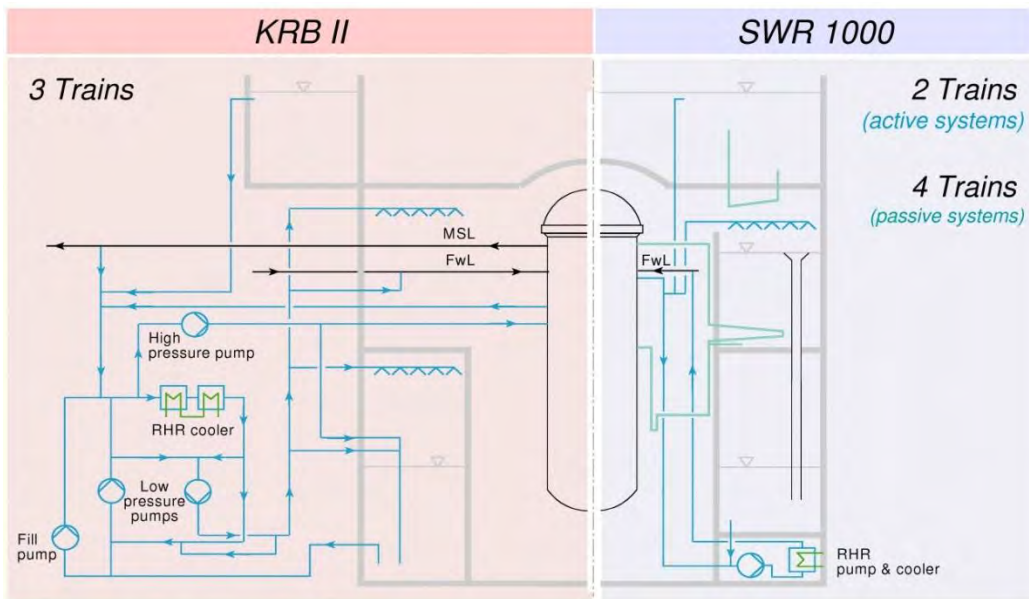 KRB II
SWR 1000
3 Trains
2 Trains
(active systems)
4 Trains
(passive systems)
MSL
FwL
FwL
High
pressure pump
RHR cooler
Low
pressure
pumps
Fill
pump
RHR
pump & cooler